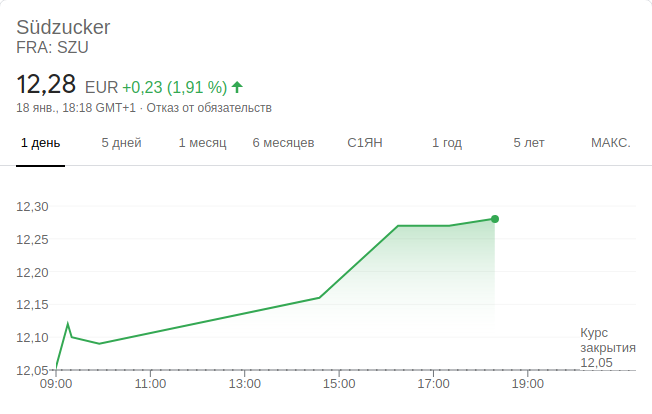 Südzucker
FRA: SZU
12,28 EUR +0,23 (1,91 %)
18 янв., 18:18 GMT+1 · Отказ от обязательств
1 день 5 дней 1 месяц 6 месяцев С1ЯН 1 год 5 лет МАКС.
12,30
12,25
12,20
12,15
12,10
12,05
Курс
закрытия
12,05
09:00 11:00 13:00 15:00 17:00 19:00